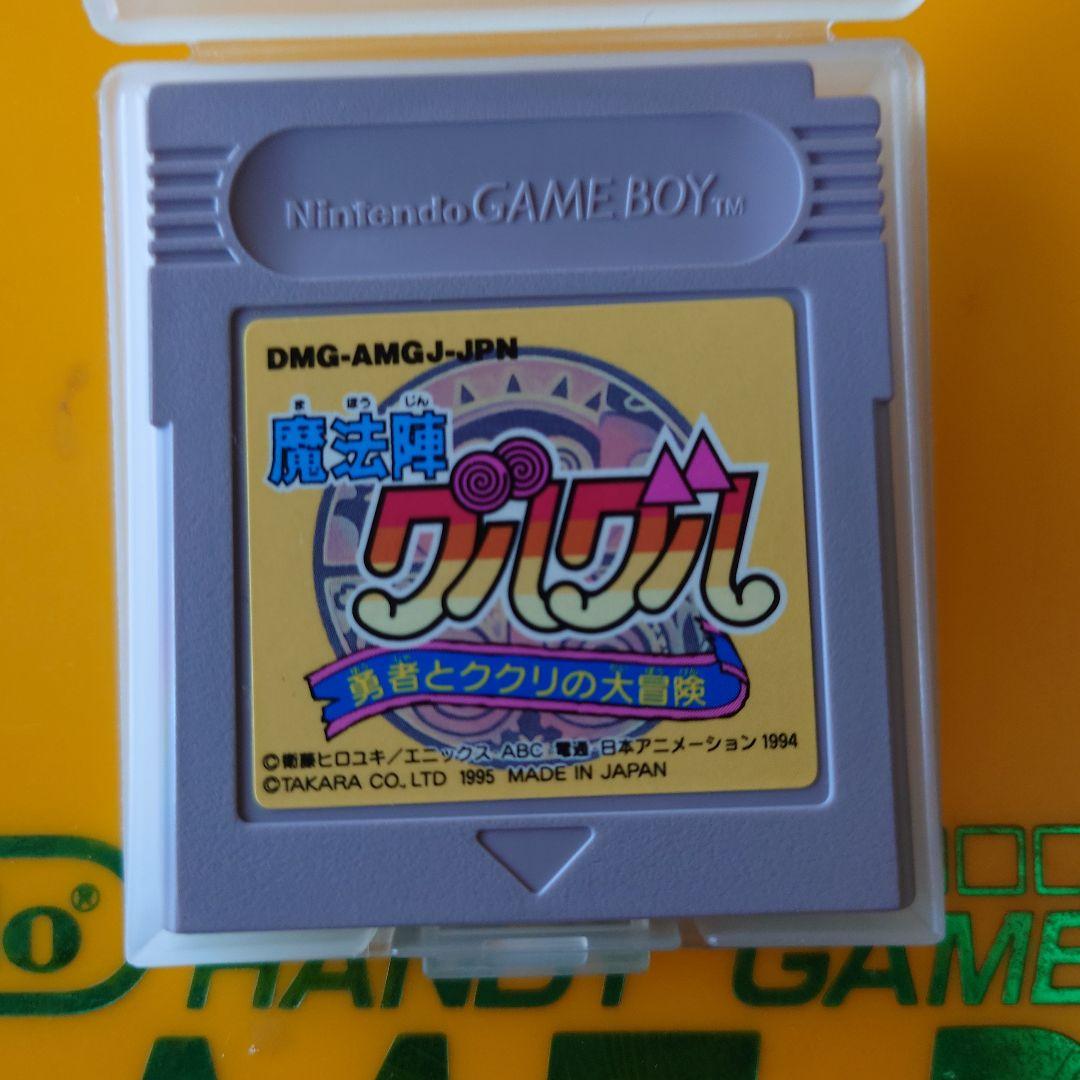 Nintendo GAME BOY™
DMG-AMGJ-JPN
ま ほう じん
魔法陣
グルグル
勇者とククリの大冒険
©衛藤ヒロユキ／エニックス ABC 電通 日本アニメーション 1994
©TAKARA CO., LTD 1995 MADE IN JAPAN
O®
HANDY GAME